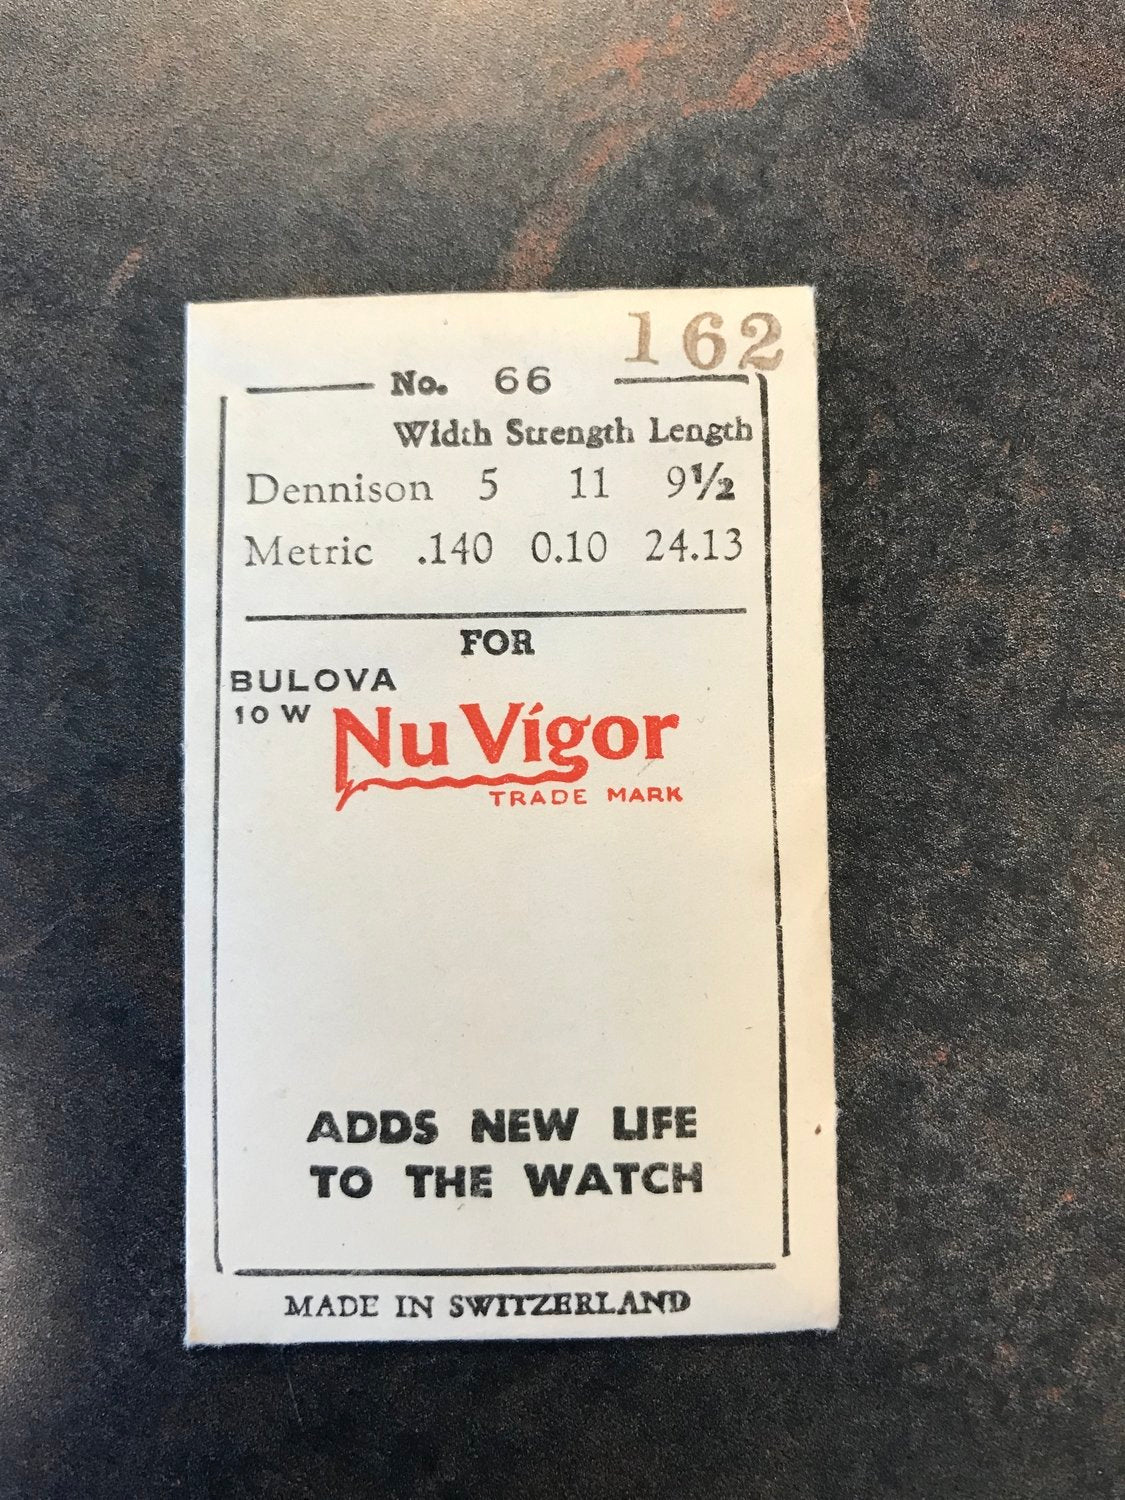 162
No. 66
Width Strength Length
Dennison 5 11 9½
Metric .140 0.10 24.13
FOR
BULOVA
10 W
Nu Vigor
TRADE MARK
ADDS NEW LIFE
TO THE WATCH
MADE IN SWITZERLAND